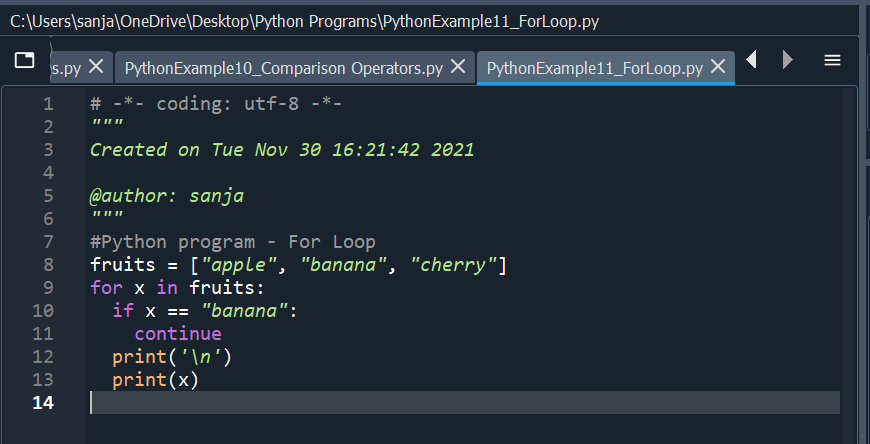 C:\Users\sanja\OneDrive\Desktop\Python Programs\PythonExample11_ForLoop.py
s.py PythonExample10_Comparison Operators.py PythonExample11_ForLoop.py
1 # -*- coding: utf-8 -*-
2 """
3 Created on Tue Nov 30 16:21:42 2021
4
5 @author: sanja
6 """
7 #Python program - For Loop
8 fruits = ["apple", "banana", "cherry"]
9 for x in fruits:
10   if x == "banana":
11     continue
12   print('\n')
13   print(x)
14